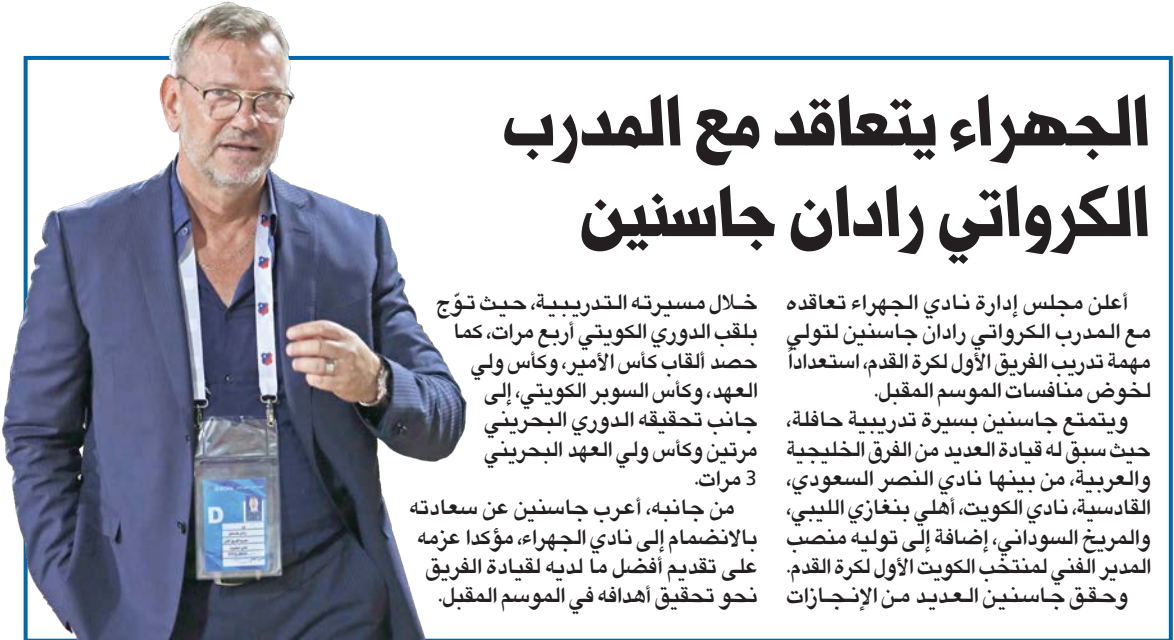 الجهراء يتعاقد مع المدرب
الكرواتي رادان جاسنين
أعلن مجلس إدارة نادي الجهراء تعاقده
مع المدرب الكرواتي رادان جاسنين لتولي
مهمة تدريب الفريق الأول لكرة القدم، استعداداً
لخوض منافسات الموسم المقبل.
ويتمتع جاسنين بسيرة تدريبية حافلة،
حيث سبق له قيادة العديد من الفرق الخليجية
والعربية، من بينها نادي النصر السعودي،
القادسية، نادي الكويت، أهلي بنغازي الليبي،
والمريخ السوداني، إضافة إلى توليه منصب
المدير الفني لمنتخب الكويت الأول لكرة القدم.
وحقق جاسنين العديد من الإنجازات
خلال مسيرته التدريبية، حيث توّج
بلقب الدوري الكويتي أربع مرات، كما
حصد ألقاب كأس الأمير، وكأس ولي
العهد، وكأس السوبر الكويتي، إلى
جانب تحقيقه الدوري البحريني
مرتين وكأس ولي العهد البحريني
3 مرات.
من جانبه، أعرب جاسنين عن سعادته
بالانضمام إلى نادي الجهراء، مؤكدا عزمه
على تقديم أفضل ما لديه لقيادة الفريق
نحو تحقيق أهدافه في الموسم المقبل.
D